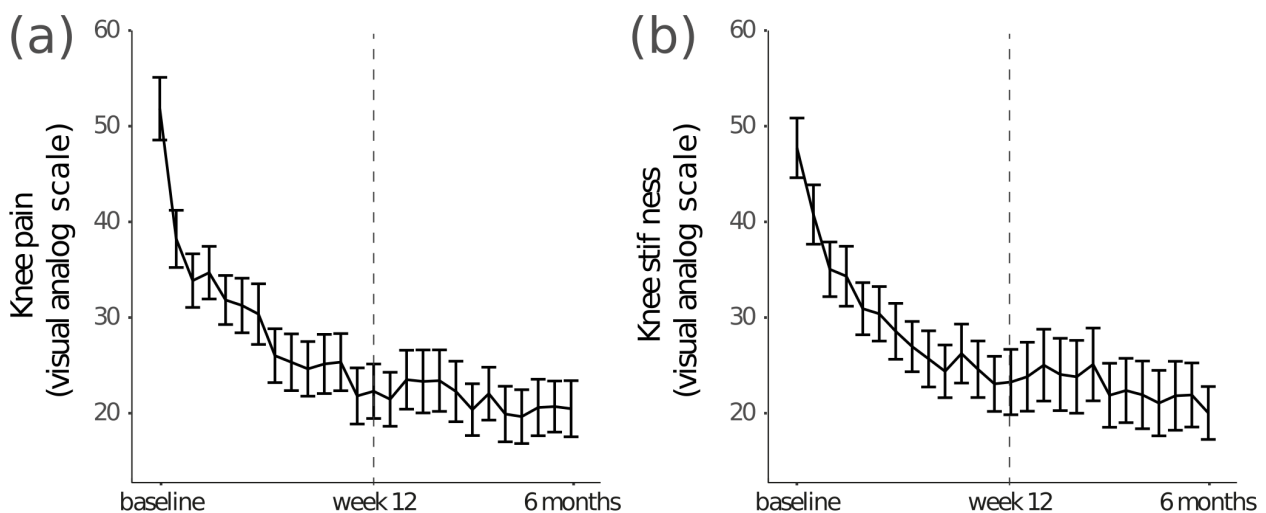 (a)
Knee pain
(visual analog scale)
60
50
40
30
20
baseline
week 12
6 months
(b)
Knee stif ness
(visual analog scale)
60
50
40
30
20
baseline
week 12
6 months